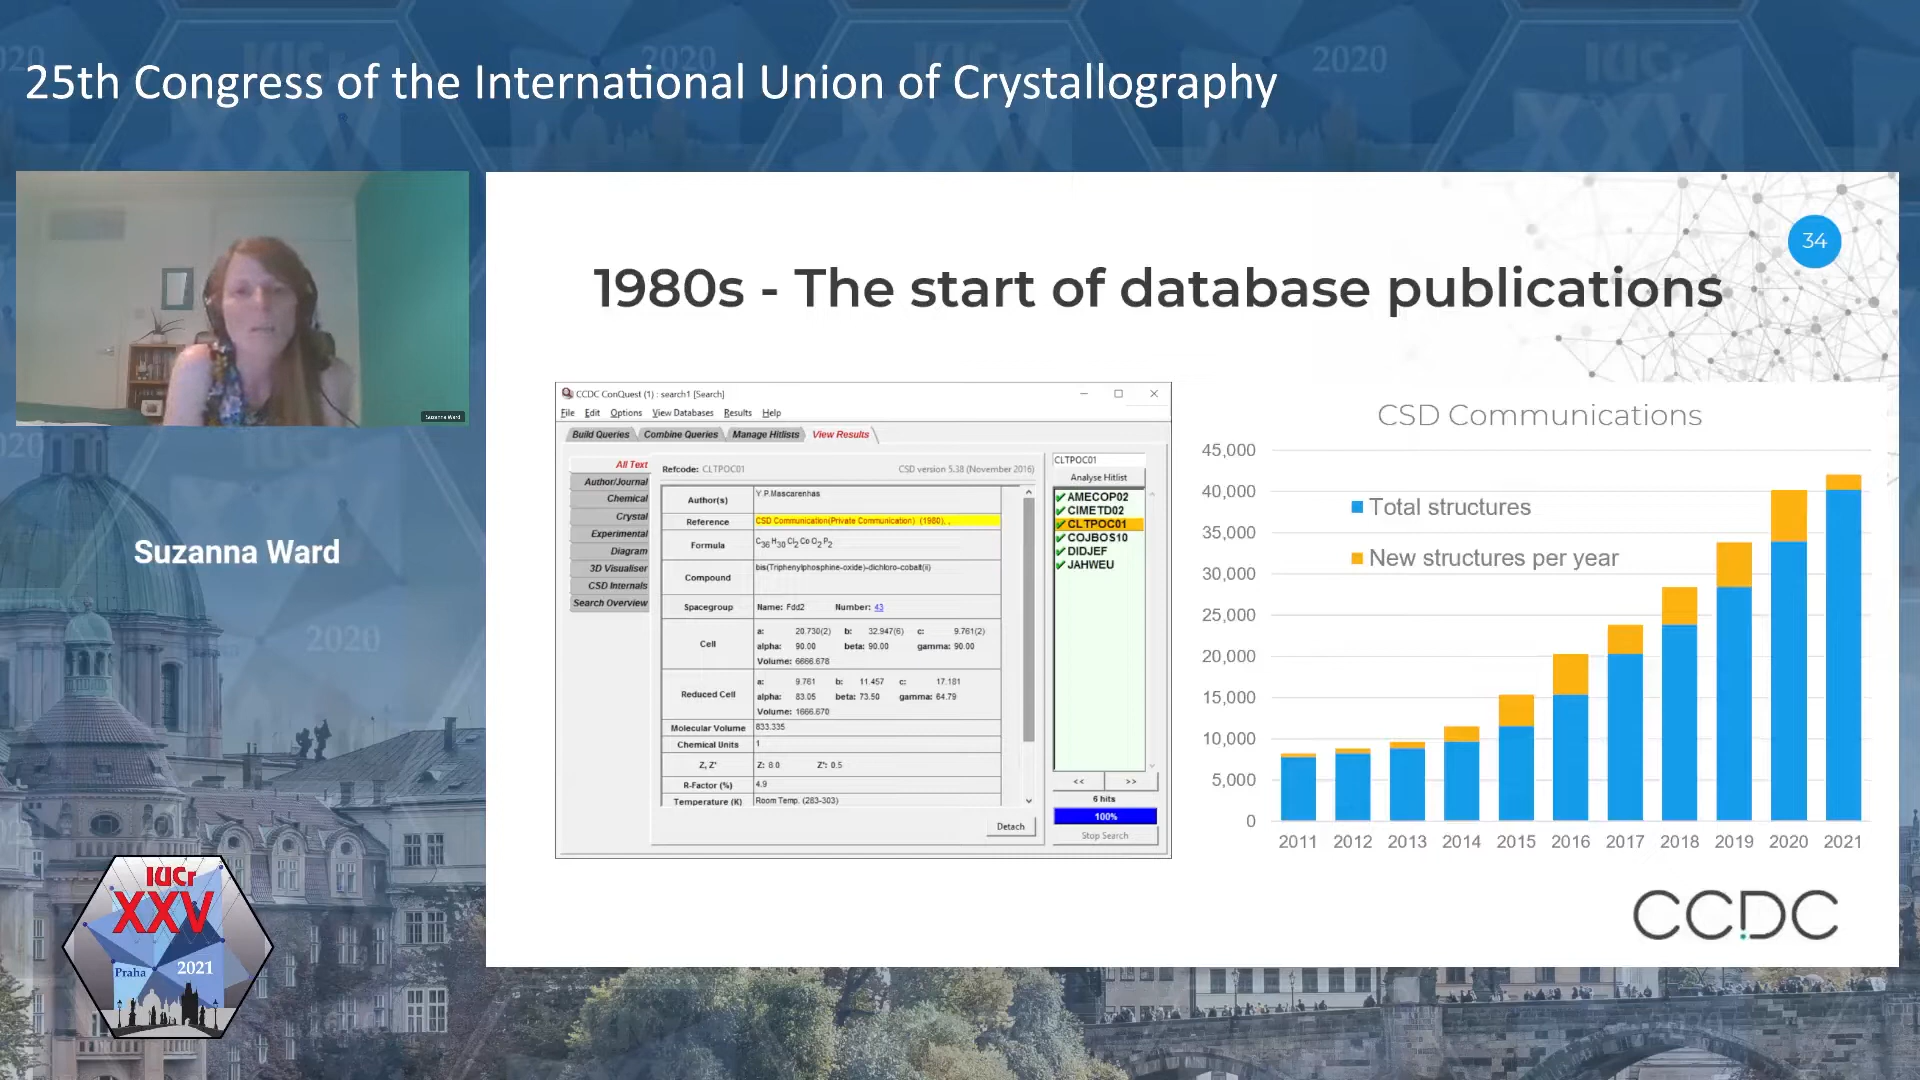 25th Congress of the International Union of Crystallography
Suzanna Ward
Suzanna Ward
IUCr
XXV
Praha 2021
34
1980s - The start of database publications
CCDC ConQuest (1) : search1 [Search]
File Edit Options View Databases Results Help
Build Queries Combine Queries Manage Hitlists View Results
All Text
Author/Journal
Chemical
Crystal
Experimental
Diagram
3D Visualiser
CSD Internals
Search Overview
Refcode: CLTPOC01 CSD version 5.38 (November 2016)
Author(s) Y.P.Mascarenhas
Reference CSD Communication(Private Communication) (1980), ,
Formula C36 H30 Cl2 Co O2 P2
Compound bis(Triphenylphosphine-oxide)-dichloro-cobalt(ii)
Spacegroup Name: Fdd2 Number: 43
Cell
a: 20.730(2) b: 32.947(6) c: 9.761(2)
alpha: 90.00 beta: 90.00 gamma: 90.00
Volume: 6666.678
Reduced Cell
a: 9.761 b: 11.457 c: 17.181
alpha: 83.05 beta: 73.50 gamma: 64.79
Volume: 1666.670
Molecular Volume 833.335
Chemical Units 1
Z, Z' Z: 8.0 Z': 0.5
R-Factor (%) 4.9
Temperature (K) Room Temp. (283-303)
Detach
CLTPOC01
Analyse Hitlist
AMECOP02
CIMETD02
CLTPOC01
COJBOS10
DIDJEF
JAHWEU
<< >>
6 hits
100%
Stop Search
CSD Communications
45,000
40,000
35,000
30,000
25,000
20,000
15,000
10,000
5,000
0
Total structures
New structures per year
2011 2012 2013 2014 2015 2016 2017 2018 2019 2020 2021
CCDC